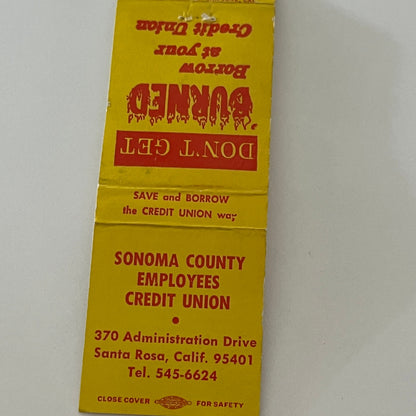 DON'T GET
"BURNED
Borrow
at your
Credit Union
SAVE and BORROW
the CREDIT UNION way
SONOMA COUNTY
EMPLOYEES
CREDIT UNION
370 Administration Drive
Santa Rosa, Calif. 95401
Tel. 545-6624
CLOSE COVER FOR SAFETY